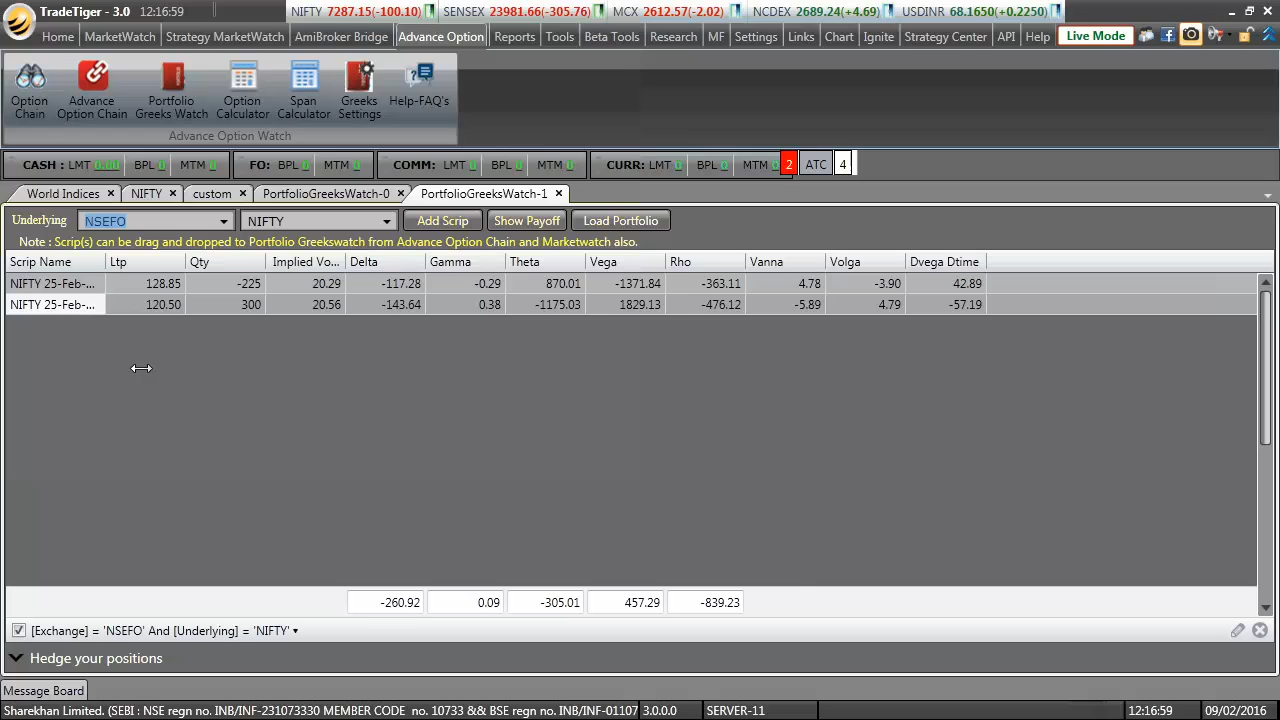 TradeTiger - 3.0 12:16:59 NIFTY 7287.15(-100.10) SENSEX 23981.66(-305.76) MCX 2612.57(-2.02) NCDEX 2689.24(+4.69) USDINR 68.1650(+0.2250)
Home MarketWatch Strategy MarketWatch AmiBroker Bridge Advance Option Reports Tools Beta Tools Research MF Settings Links Chart Ignite Strategy Center API Help Live Mode
Option Advance Portfolio Option Span Greeks Help-FAQ's
Chain Option Chain Greeks Watch Calculator Calculator Settings
Advance Option Watch
CASH : LMT 0.00 BPL 0 MTM 0 FO: BPL 0 MTM 0 COMM: LMT 0 BPL 0 MTM 0 CURR: LMT 0 BPL 0 MTM 0 2 ATC 4
World Indices NIFTY custom PortfolioGreeksWatch-0 PortfolioGreeksWatch-1
Underlying NSEFO NIFTY Add Scrip Show Payoff Load Portfolio
Note : Scrip(s) can be drag and dropped to Portfolio Greekswatch from Advance Option Chain and Marketwatch also.
Scrip Name Ltp Qty Implied Vo... Delta Gamma Theta Vega Rho Vanna Volga Dvega Dtime
NIFTY 25-Feb-... 128.85 -225 20.29 -117.28 -0.29 870.01 -1371.84 -363.11 4.78 -3.90 42.89
NIFTY 25-Feb-... 120.50 300 20.56 -143.64 0.38 -1175.03 1829.13 -476.12 -5.89 4.79 -57.19
-260.92 0.09 -305.01 457.29 -839.23
[Exchange] = 'NSEFO' And [Underlying] = 'NIFTY'
Hedge your positions
Message Board
Sharekhan Limited. (SEBI : NSE regn no. INB/INF-231073330 MEMBER CODE no. 10733 && BSE regn no. INB/INF-01107 3.0.0.0 SERVER-11 12:16:59 09/02/2016